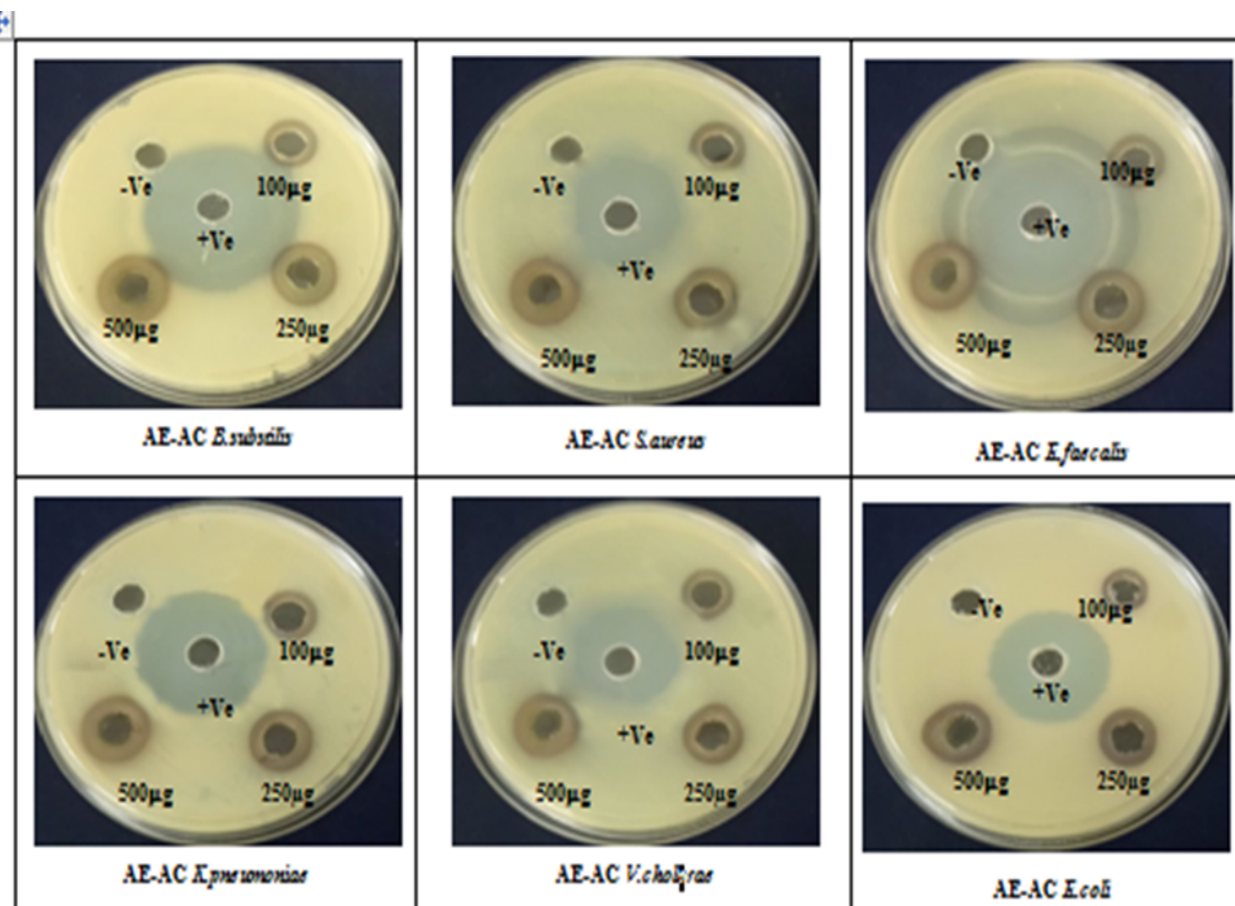 -Ve
100µg
+Ve
500µg
250µg
AE-AC B.substilis
-Ve
100µg
+Ve
500µg
250µg
AE-AC S.aureus
-Ve
100µg
+Ve
500µg
250µg
AE-AC E.faecalis
-Ve
100µg
+Ve
500µg
250µg
AE-AC K.pneumoniae
-Ve
100µg
+Ve
500µg
250µg
AE-AC V.cholerae
-Ve
100µg
+Ve
500µg
250µg
AE-AC E.coli